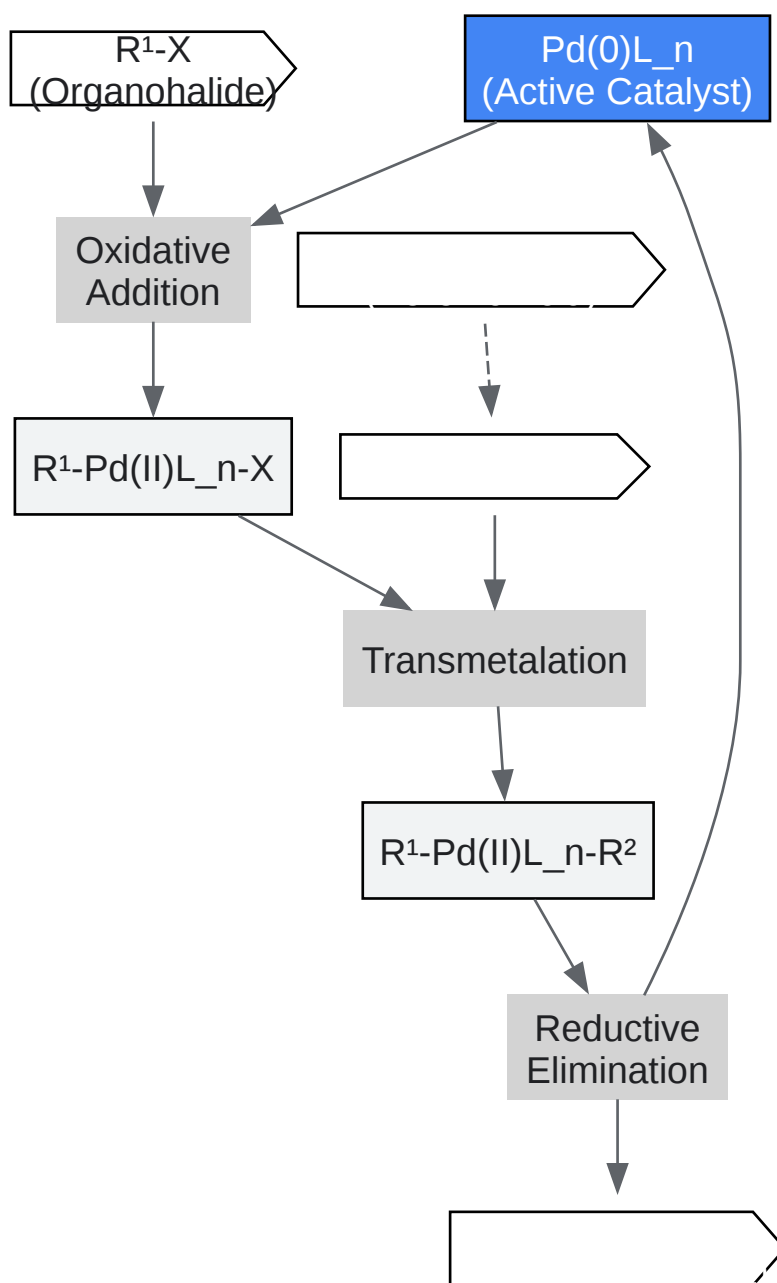 R¹-X
(Organohalide)
Pd(0)L_n
(Active Catalyst)
Oxidative
Addition
R¹-Pd(II)L_n-X
Transmetalation
R¹-Pd(II)L_n-R²
Reductive
Elimination